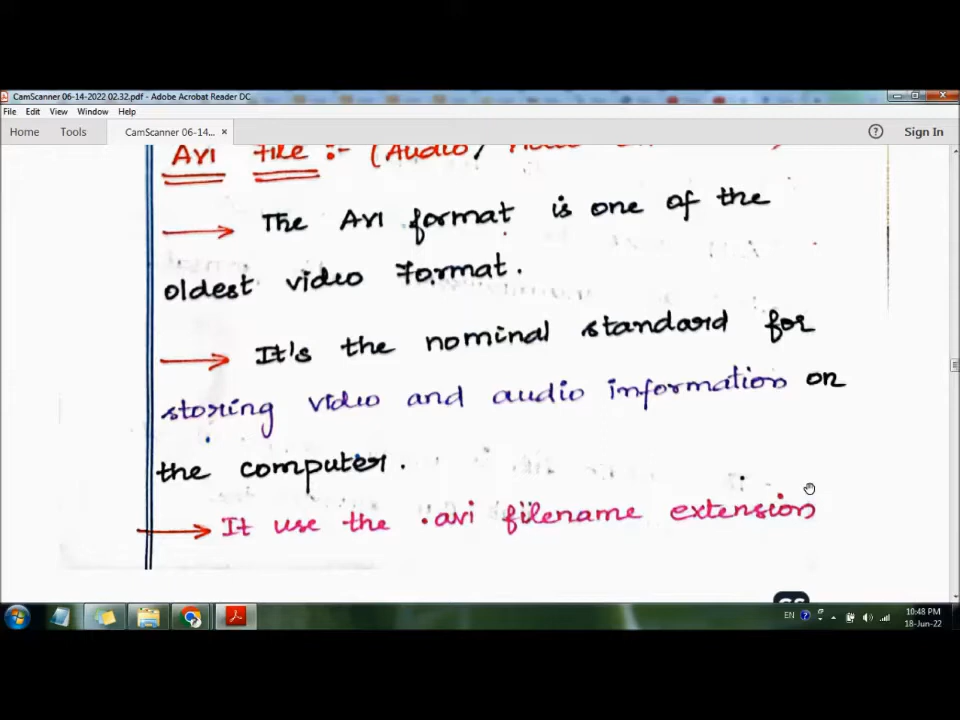 CamScanner 06-14-2022 02.32.pdf - Adobe Acrobat Reader DC
File Edit View Window Help
Home Tools CamScanner 06-14... × Sign In
AVI File :- (Audio
The AVI format is one of the
oldest video format.
It's the nominal standard for
storing video and audio information on
the computer.
It use the .avi filename extension
EN 10:48 PM
18-Jun-22